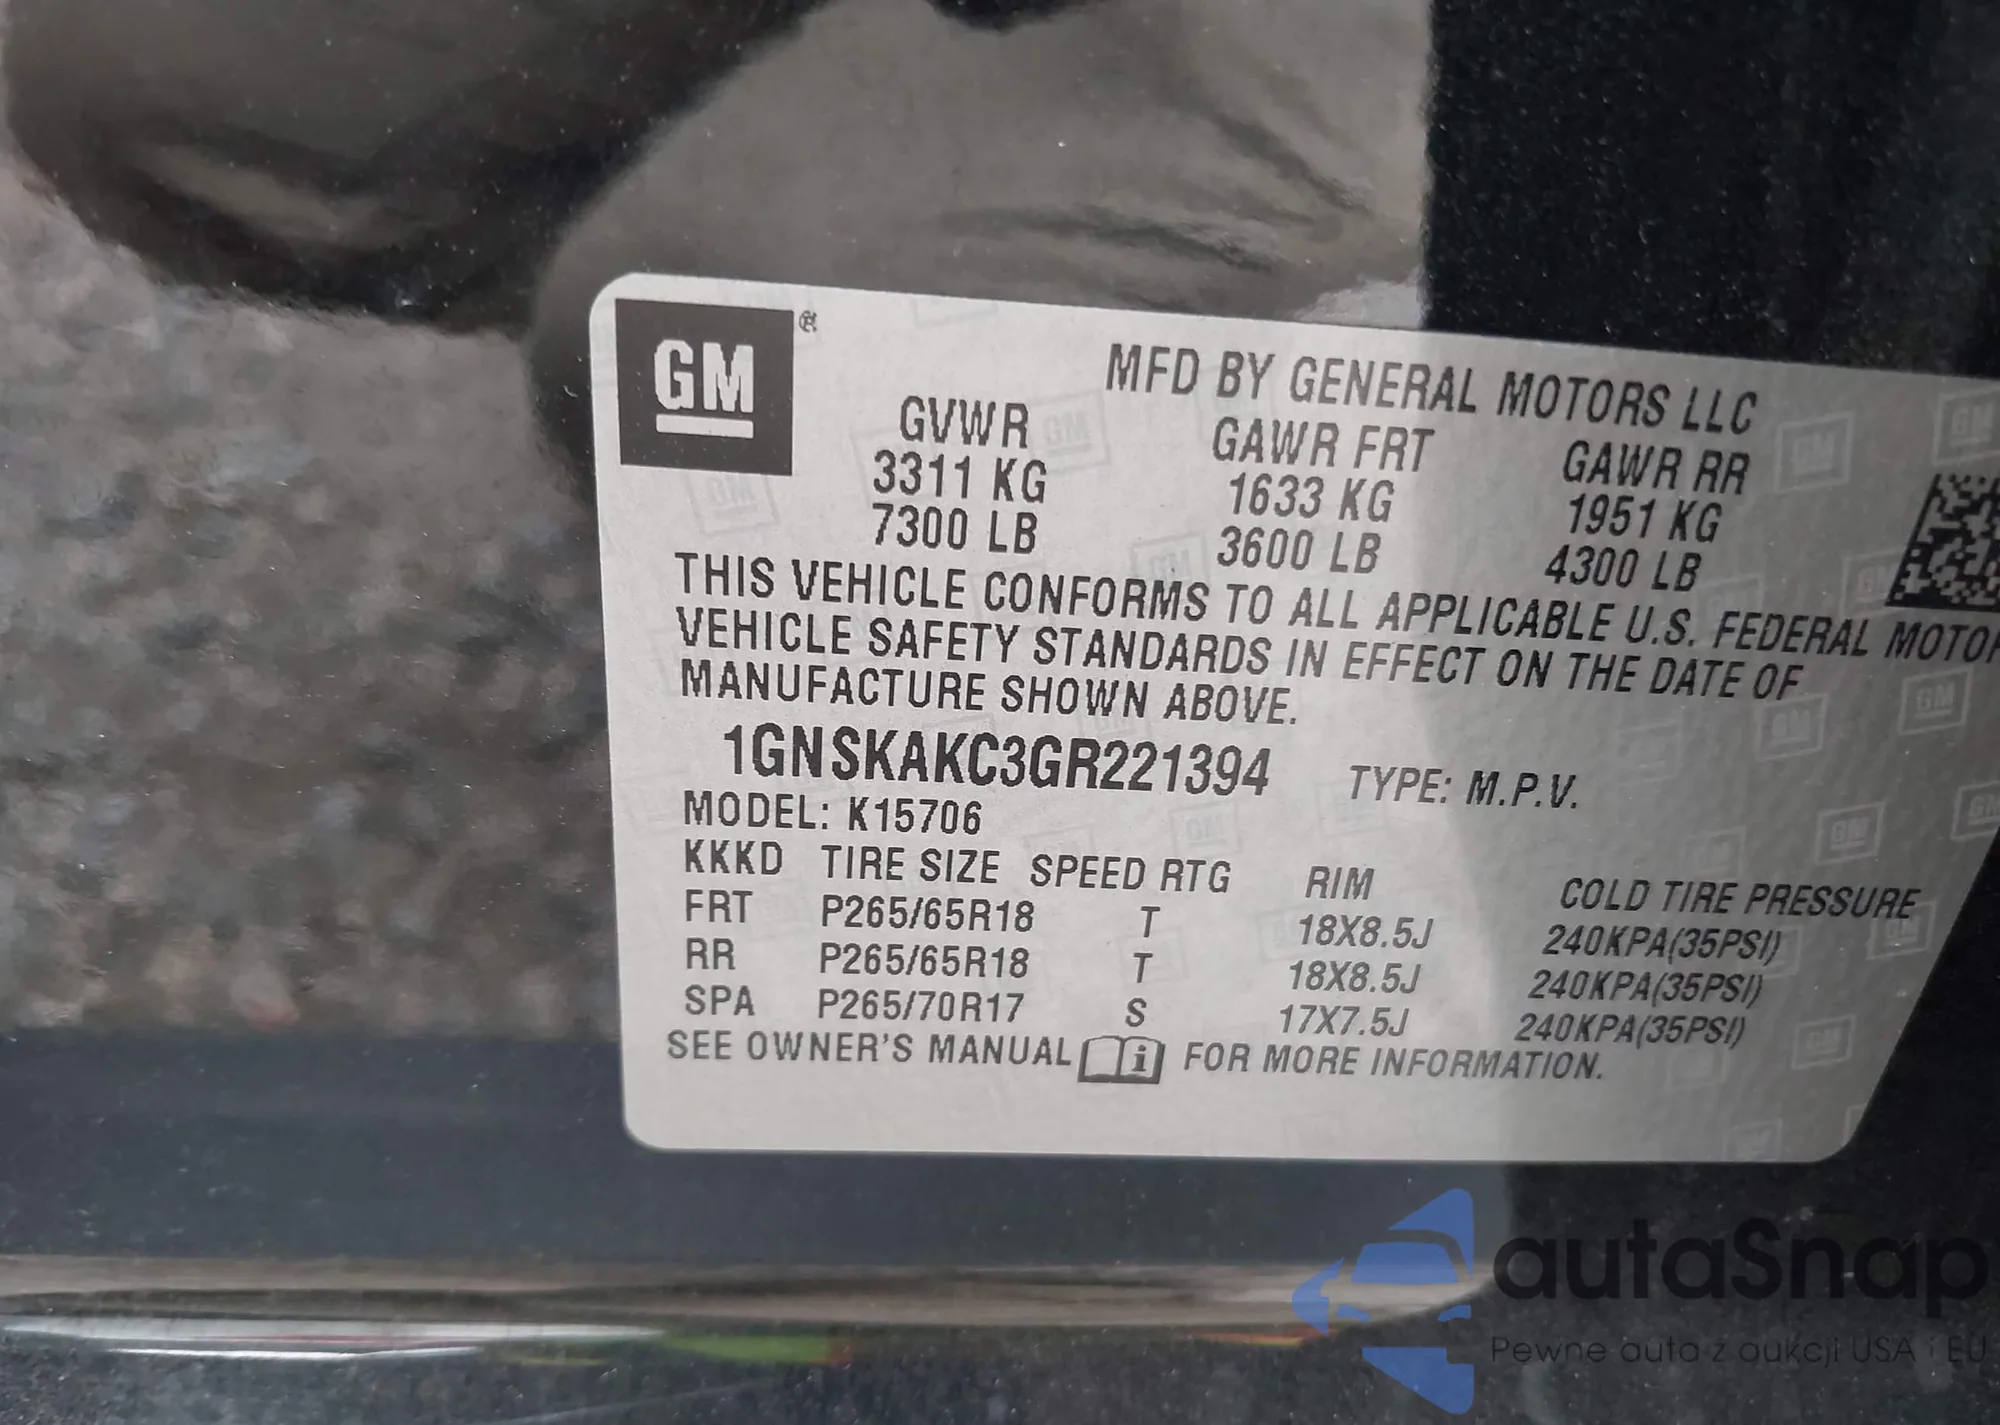 GM®
MFD BY GENERAL MOTORS LLC
GVWR GAWR FRT GAWR RR
3311 KG 1633 KG 1951 KG
7300 LB 3600 LB 4300 LB
THIS VEHICLE CONFORMS TO ALL APPLICABLE U.S. FEDERAL MOTOR
VEHICLE SAFETY STANDARDS IN EFFECT ON THE DATE OF
MANUFACTURE SHOWN ABOVE.
1GNSKAKC3GR221394 TYPE: M.P.V.
MODEL: K15706
KKKD TIRE SIZE SPEED RTG RIM COLD TIRE PRESSURE
FRT P265/65R18 T 18X8.5J 240KPA(35PSI)
RR P265/65R18 T 18X8.5J 240KPA(35PSI)
SPA P265/70R17 S 17X7.5J 240KPA(35PSI)
SEE OWNER'S MANUAL i FOR MORE INFORMATION.
autaSnap
Pewne auta z aukcji USA i EU